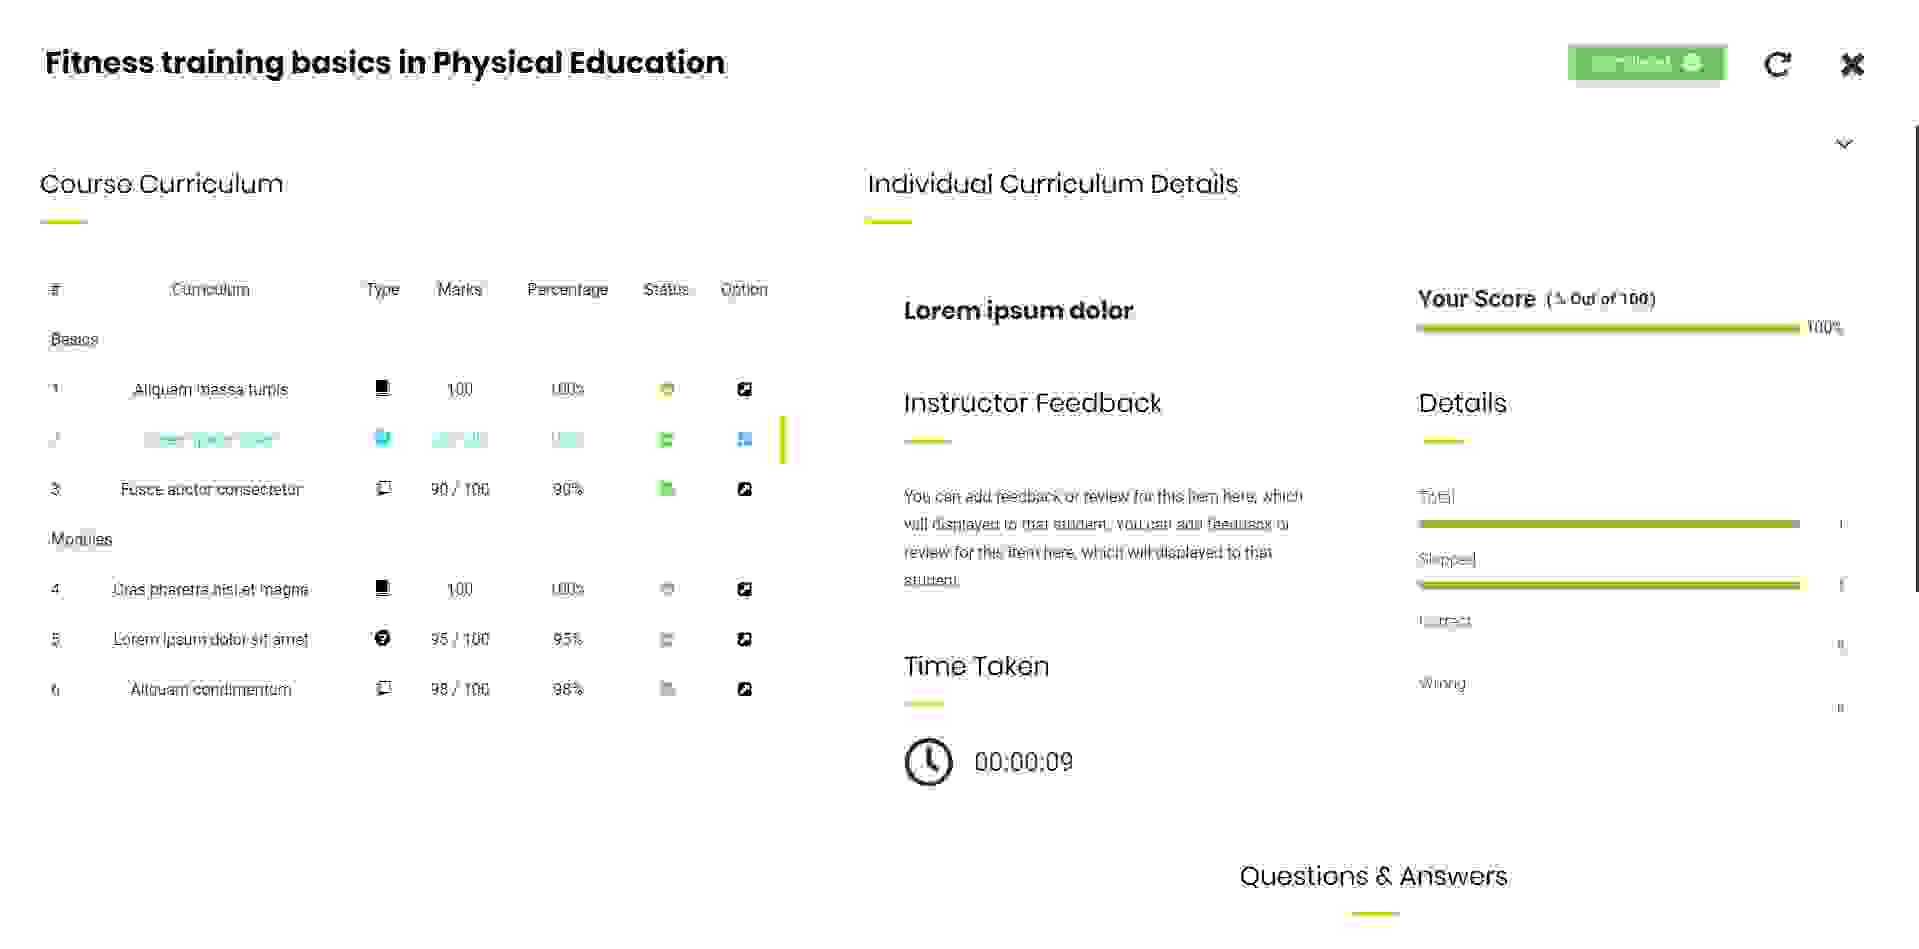 Fitness training basics in Physical Education
Course Curriculum
# Curriculum Type Marks Percentage Status Option
Basics
1 Aliquam massa turpis 100 100%
2
3 Fusce auctor consectetur 90 / 100 90%
Modules
4 Cras pharetra nisi et magna 100 100%
5 Lorem ipsum dolor sit amet 95 / 100 95%
6 Aliquam condimentum 98 / 100 98%
Individual Curriculum Details
Lorem ipsum dolor
Instructor Feedback
You can add feedback or review for this item here, which
will displayed to that student. You can add feedback or
review for this item here, which will displayed to that
student.
Time Taken
00:00:09
Your Score ( Out of 100)
100%
Details
Total
1
Skipped
1
Correct
0
Wrong
0
Questions & Answers